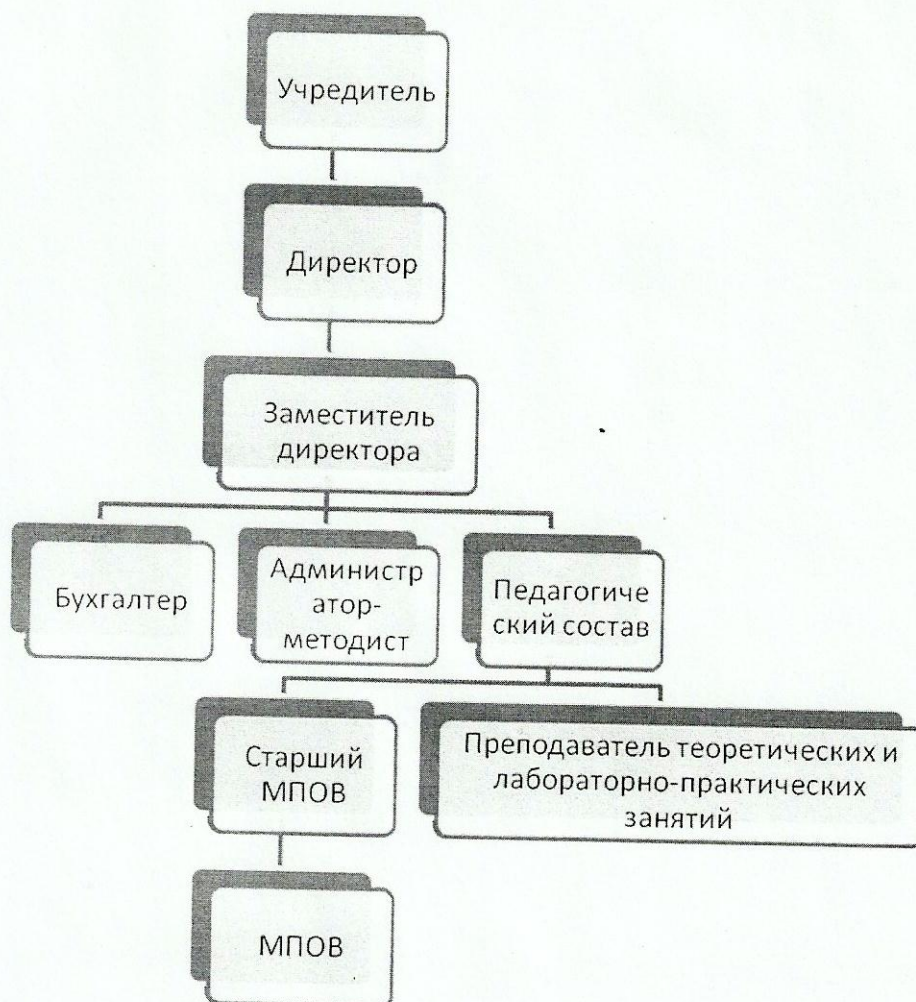 Учредитель
Директор
Заместитель
директора
Бухгалтер
Администр
атор-
методист
Педагогиче
ский состав
Старший
МПОВ
Преподаватель теоретических и
лабораторно-практических
занятий
МПОВ